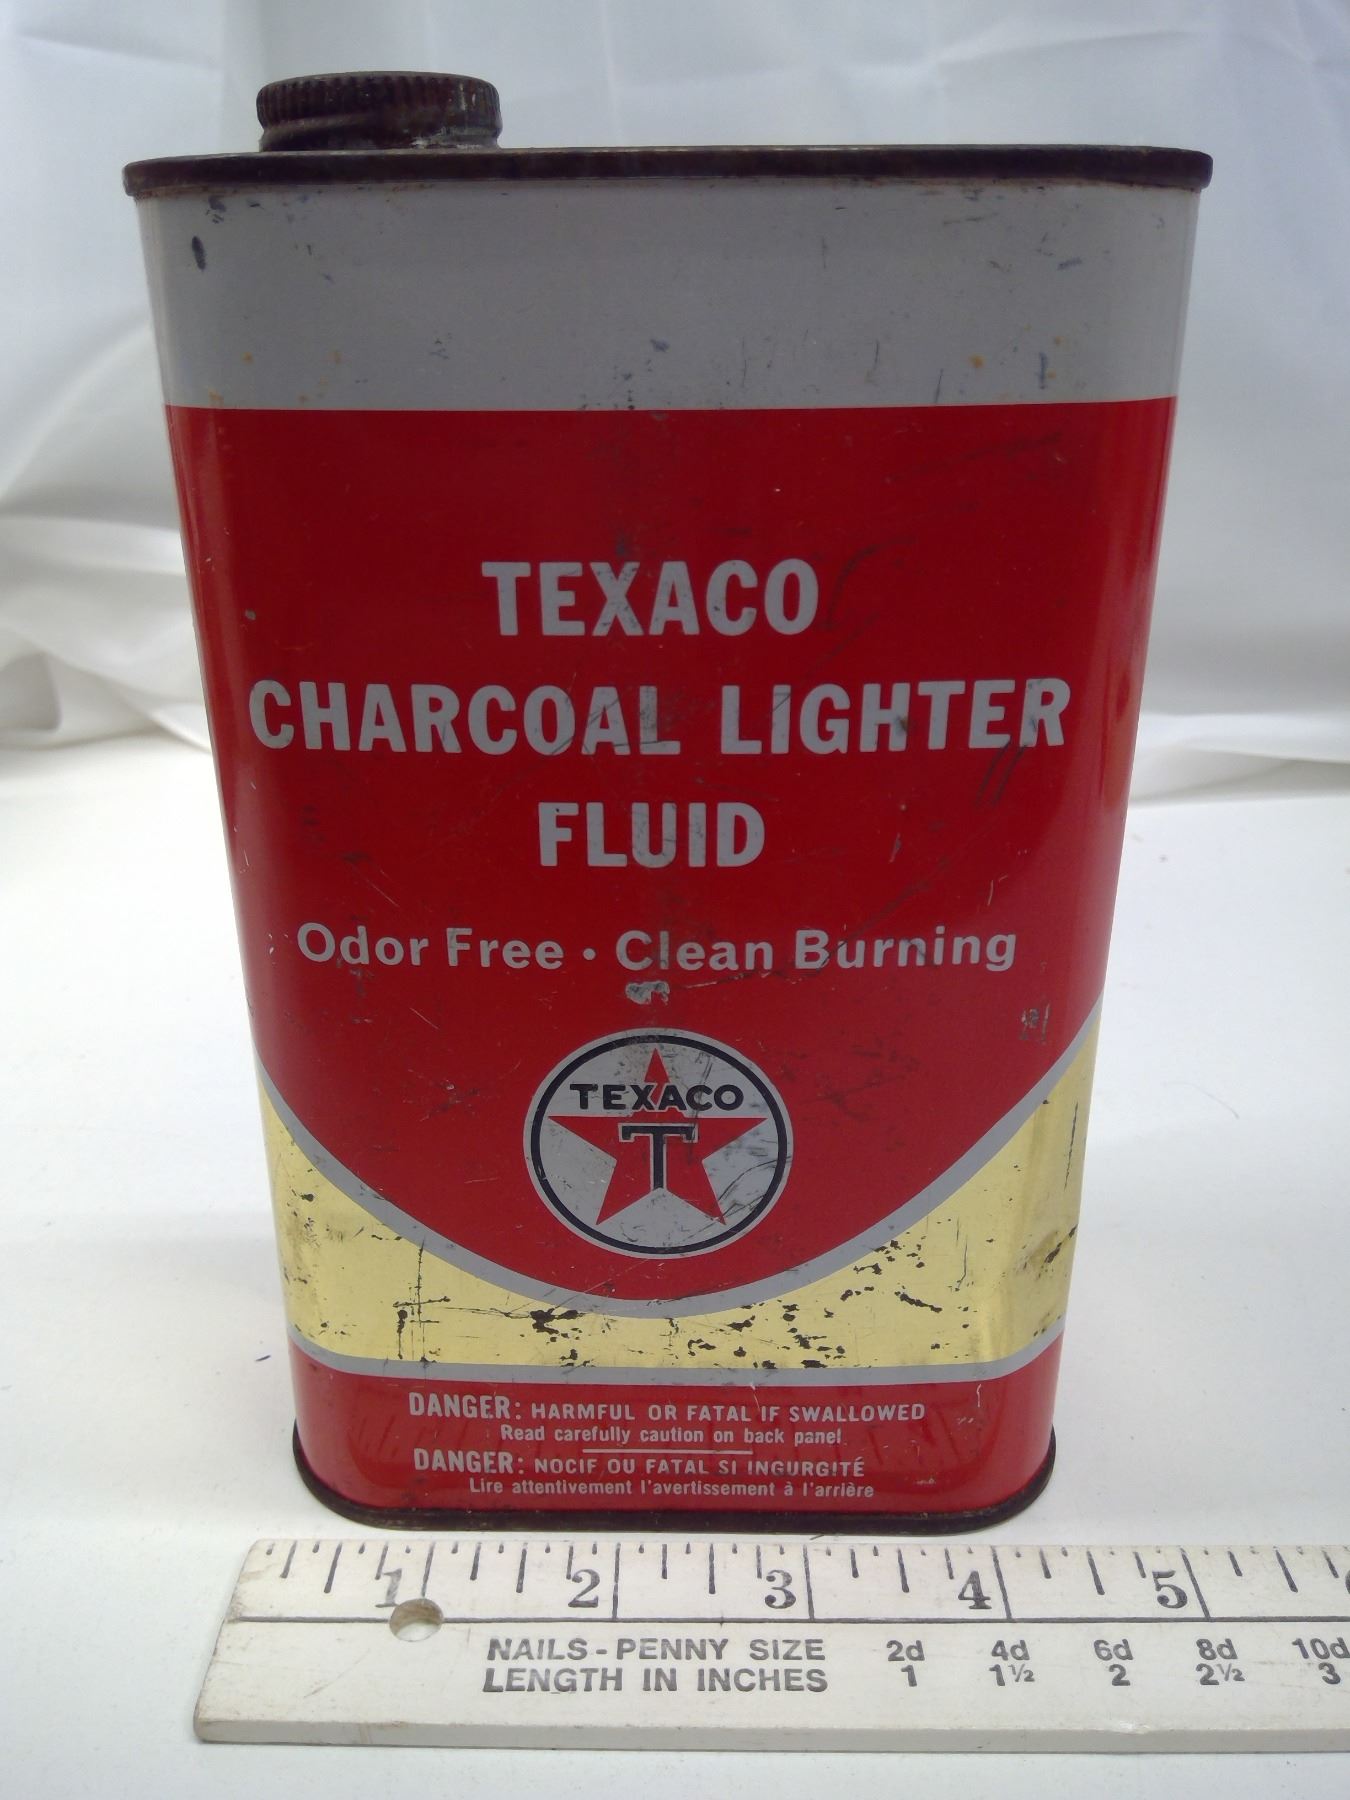 TEXACO
CHARCOAL LIGHTER
FLUID
Odor Free • Clean Burning
TEXACO
T
DANGER: HARMFUL OR FATAL IF SWALLOWED
Read carefully caution on back panel
DANGER: NOCIF OU FATAL SI INGURGITÉ
Lire attentivement l'avertissement à l'arrière
1 2 3 4 5
NAILS - PENNY SIZE 2d 4d 6d 8d 10d
LENGTH IN INCHES 1 1½ 2 2½ 3